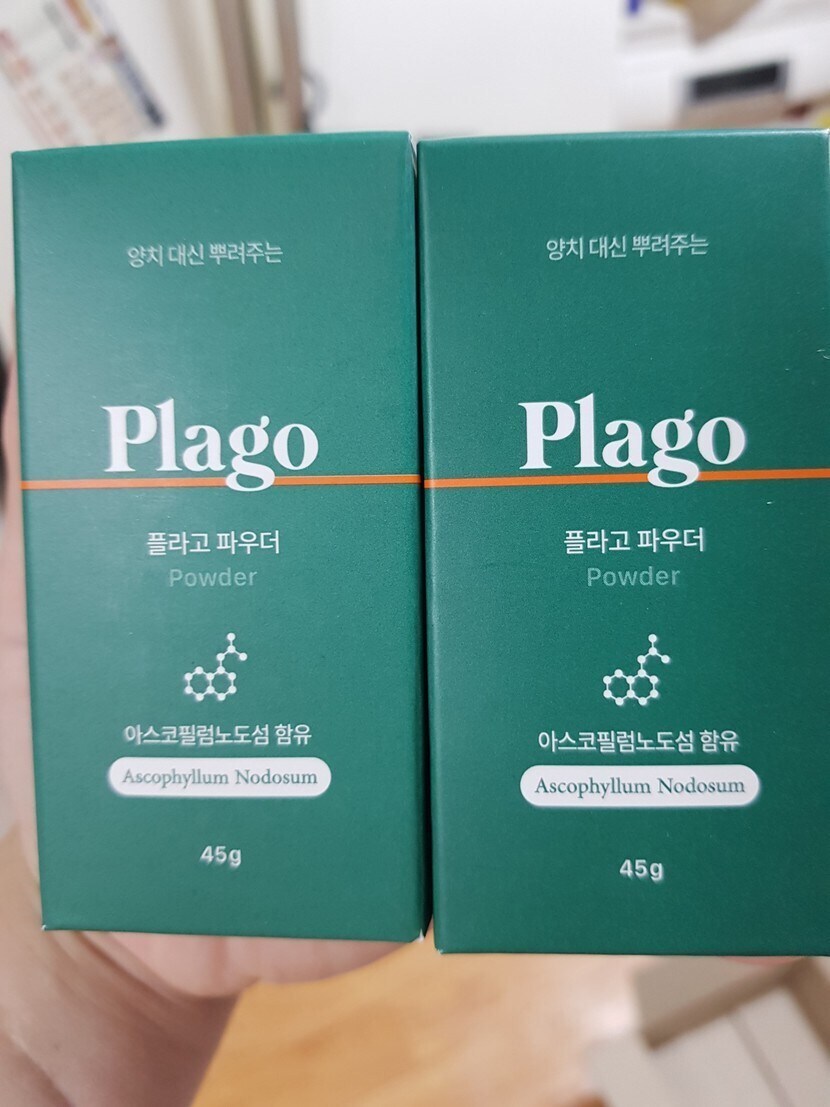 양치 대신 뿌려주는
Plago
플라고 파우더
Powder
아스코필럼노도섬 함유
Ascophyllum Nodosum
45g
양치 대신 뿌려주는
Plago
플라고 파우더
Powder
아스코필럼노도섬 함유
Ascophyllum Nodosum
45g